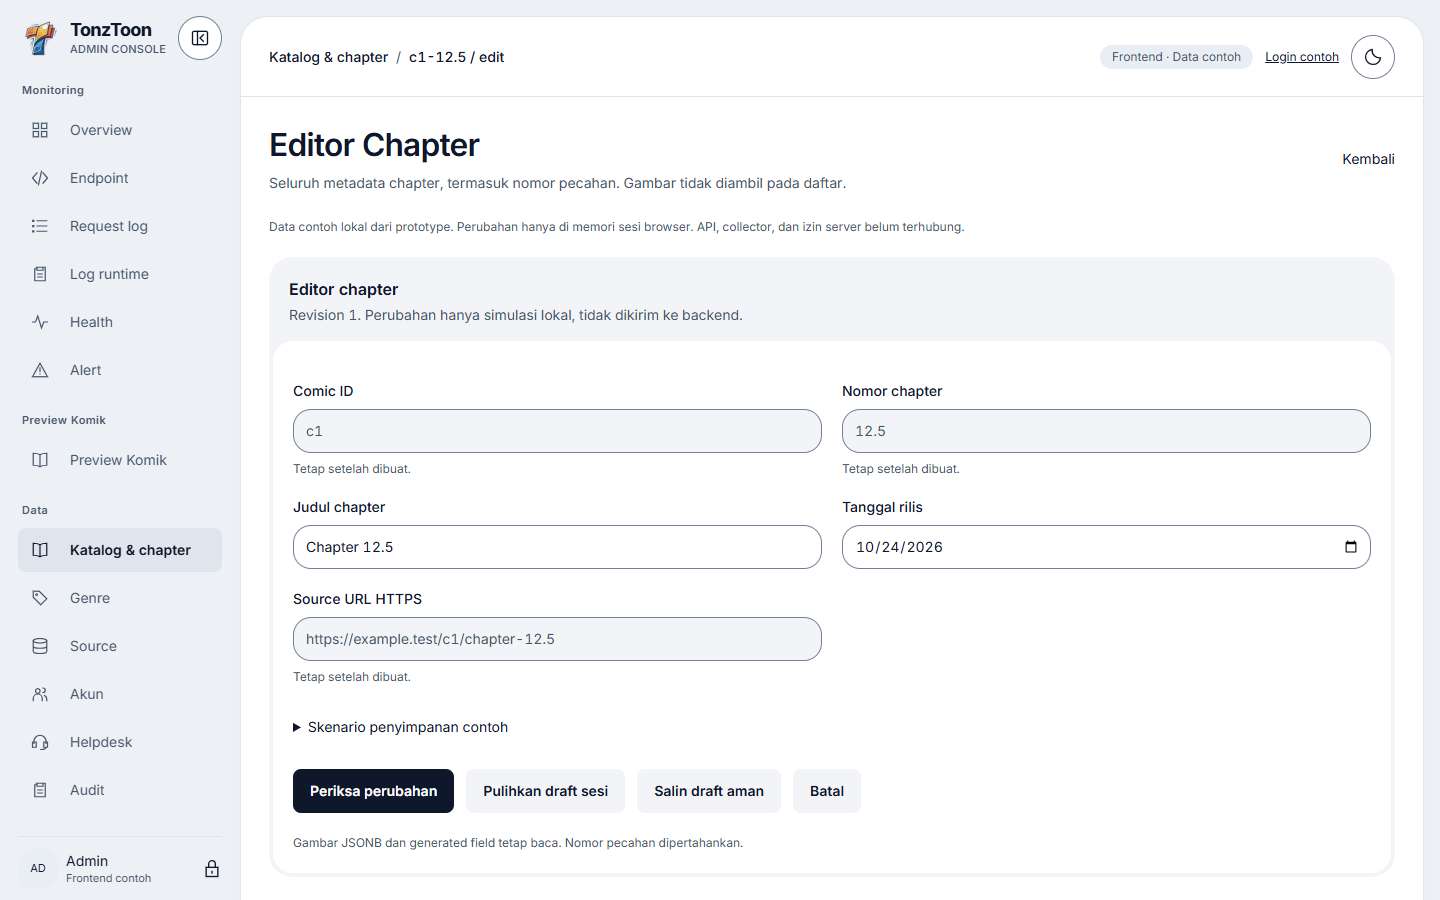 TonzToon
ADMIN CONSOLE
Monitoring
Overview
Endpoint
Request log
Log runtime
Health
Alert
Preview Komik
Preview Komik
Data
Katalog & chapter
Genre
Source
Akun
Helpdesk
Audit
AD
Admin
Frontend contoh
Katalog & chapter / c1-12.5 / edit
Frontend · Data contoh
Login contoh
Editor Chapter
Seluruh metadata chapter, termasuk nomor pecahan. Gambar tidak diambil pada daftar.
Kembali
Data contoh lokal dari prototype. Perubahan hanya di memori sesi browser. API, collector, dan izin server belum terhubung.
Editor chapter
Revision 1. Perubahan hanya simulasi lokal, tidak dikirim ke backend.
Comic ID
c1
Tetap setelah dibuat.
Nomor chapter
12.5
Tetap setelah dibuat.
Judul chapter
Chapter 12.5
Tanggal rilis
10/24/2026
Source URL HTTPS
https://example.test/c1/chapter-12.5
Tetap setelah dibuat.
Skenario penyimpanan contoh
Periksa perubahan
Pulihkan draft sesi
Salin draft aman
Batal
Gambar JSONB dan generated field tetap baca. Nomor pecahan dipertahankan.